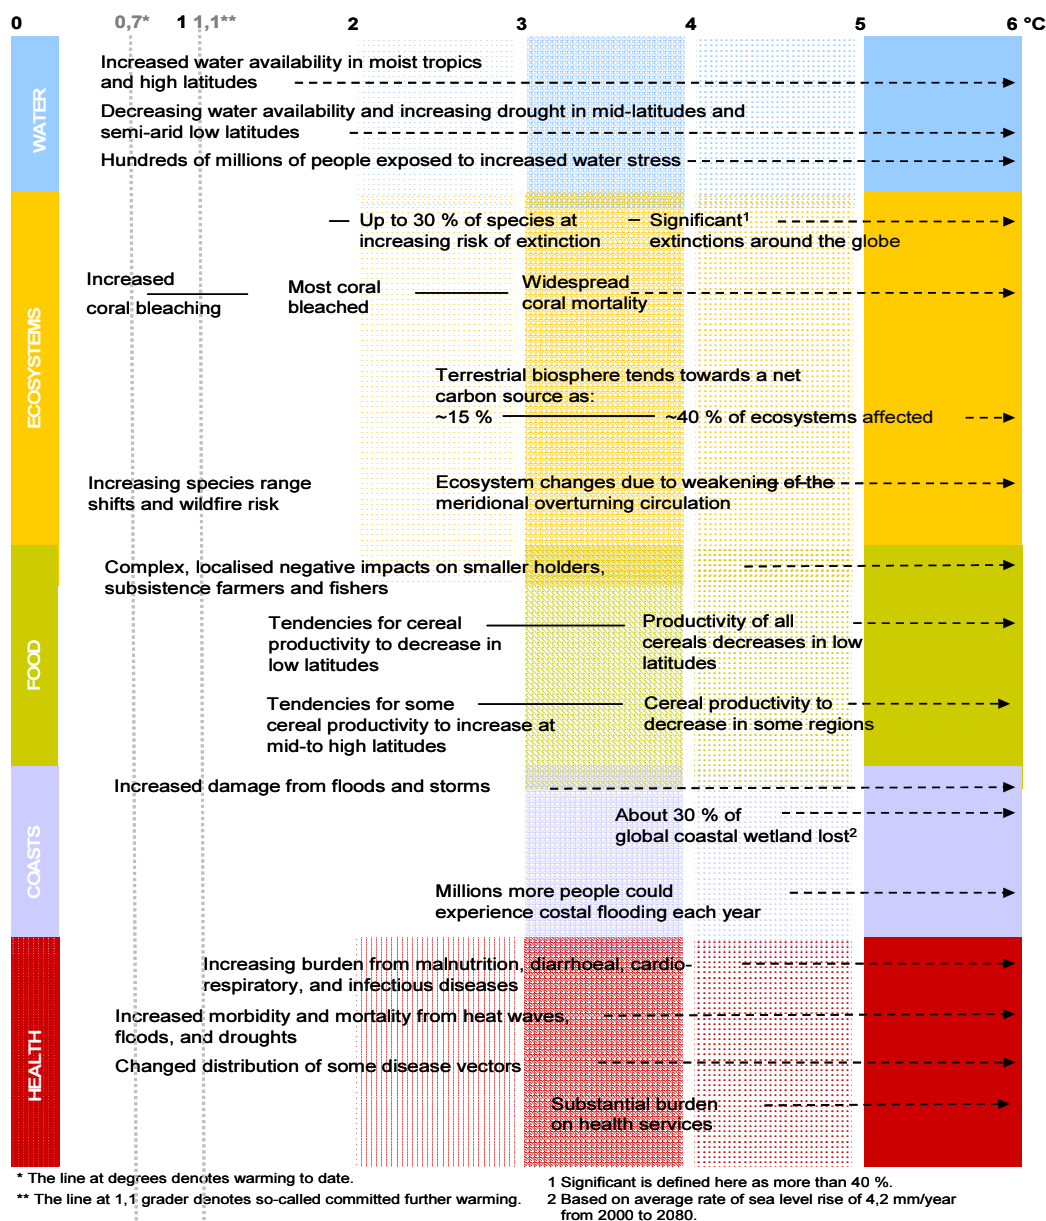 0 0,7* 1 1,1** 2 3 4 5 6 °C
WATER
Increased water availability in moist tropics
and high latitudes
Decreasing water availability and increasing drought in mid-latitudes and
semi-arid low latitudes
Hundreds of millions of people exposed to increased water stress
ECOSYSTEMS
Up to 30 % of species at
increasing risk of extinction
Significant¹
extinctions around the globe
Increased
coral bleaching
Most coral
bleached
Widespread
coral mortality
Terrestrial biosphere tends towards a net
carbon source as:
~15 % ~40 % of ecosystems affected
Increasing species range
shifts and wildfire risk
Ecosystem changes due to weakening of the
meridional overturning circulation
FOOD
Complex, localised negative impacts on smaller holders,
subsistence farmers and fishers
Tendencies for cereal
productivity to decrease in
low latitudes
Productivity of all
cereals decreases in low
latitudes
Tendencies for some
cereal productivity to increase at
mid-to high latitudes
Cereal productivity to
decrease in some regions
COASTS
Increased damage from floods and storms
About 30 % of
global coastal wetland lost²
Millions more people could
experience costal flooding each year
HEALTH
Increasing burden from malnutrition, diarrhoeal, cardio-
respiratory, and infectious diseases
Increased morbidity and mortality from heat waves,
floods, and droughts
Changed distribution of some disease vectors
Substantial burden
on health services
* The line at degrees denotes warming to date.
** The line at 1,1 grader denotes so-called committed further warming.
1 Significant is defined here as more than 40 %.
2 Based on average rate of sea level rise of 4,2 mm/year
from 2000 to 2080.